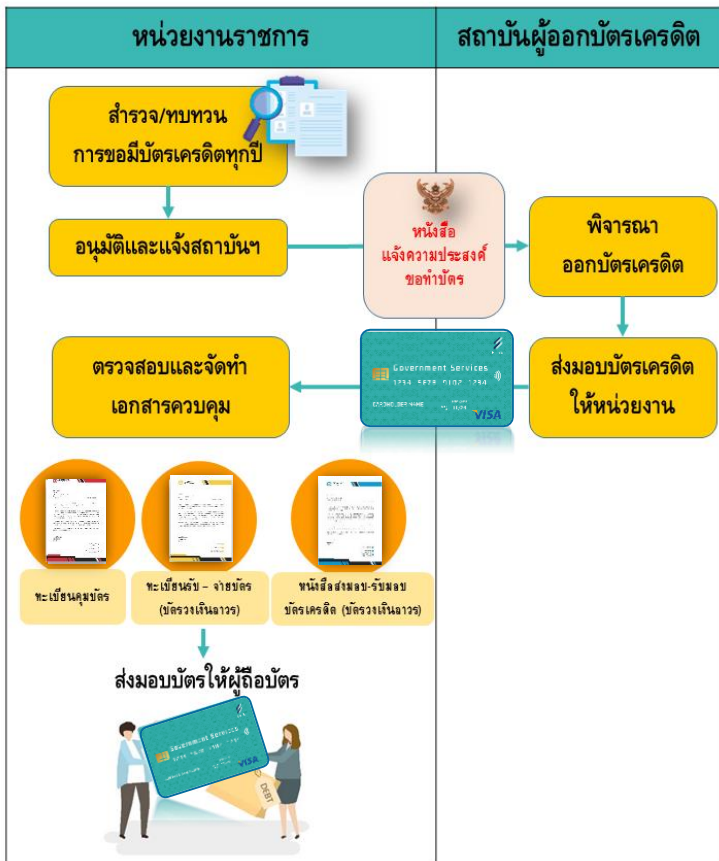 หน่วยงานราชการ
สถาบันผู้ออกบัตรเครดิต
สำรวจ/ทบทวน
การขอมีบัตรเครดิตทุกปี
อนุมัติและแจ้งสถาบันฯ
หนังสือ
แจ้งความประสงค์
ขอทำบัตร
พิจารณา
ออกบัตรเครดิต
ส่งมอบบัตรเครดิต
ให้หน่วยงาน
Government Services
CARDHOLDER NAME
VISA
ตรวจสอบและจัดทำ
เอกสารควบคุม
ทะเบียนคุมบัตร
ทะเบียนรับ – จ่ายบัตร
(บัตรวงเงินถาวร)
หนังสือส่งมอบ-รับมอบ
บัตรเครดิต (บัตรวงเงินถาวร)
ส่งมอบบัตรให้ผู้ถือบัตร
Government Services
VISA
DEBT